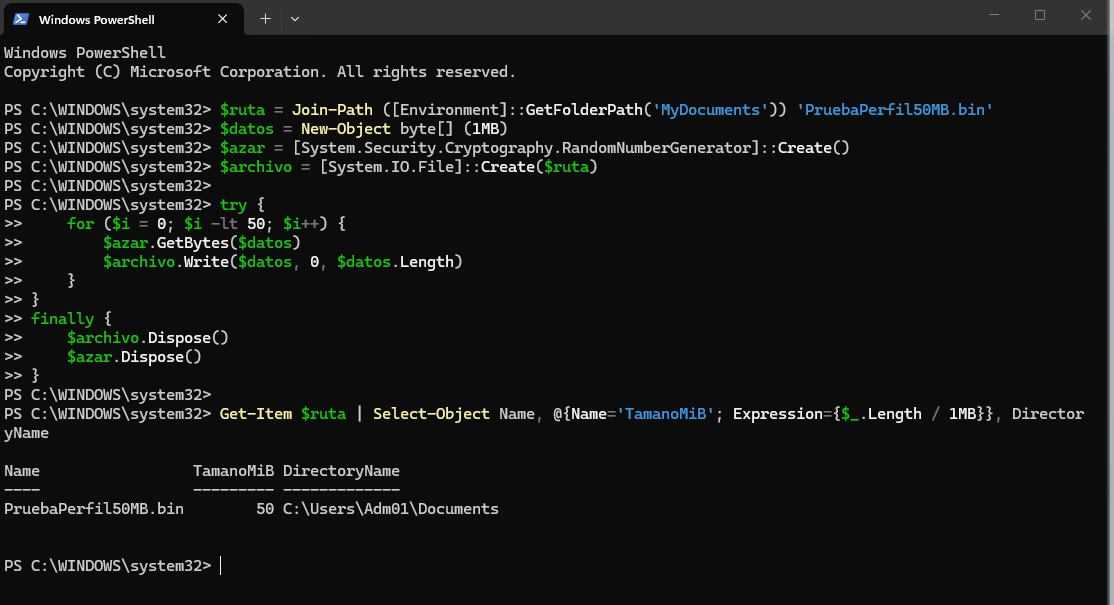 Windows PowerShell
Windows PowerShell
Copyright (C) Microsoft Corporation. All rights reserved.
PS C:\WINDOWS\system32> $ruta = Join-Path ([Environment]::GetFolderPath('MyDocuments')) 'PruebaPerfil50MB.bin'
PS C:\WINDOWS\system32> $datos = New-Object byte[] (1MB)
PS C:\WINDOWS\system32> $azar = [System.Security.Cryptography.RandomNumberGenerator]::Create()
PS C:\WINDOWS\system32> $archivo = [System.IO.File]::Create($ruta)
PS C:\WINDOWS\system32>
PS C:\WINDOWS\system32> try {
>>     for ($i = 0; $i -lt 50; $i++) {
>>         $azar.GetBytes($datos)
>>         $archivo.Write($datos, 0, $datos.Length)
>>     }
>> }
>> finally {
>>     $archivo.Dispose()
>>     $azar.Dispose()
>> }
PS C:\WINDOWS\system32>
PS C:\WINDOWS\system32> Get-Item $ruta | Select-Object Name, @{Name='TamanoMiB'; Expression={$_.Length / 1MB}}, Director
yName
Name                 TamanoMiB DirectoryName
----                 --------- -------------
PruebaPerfil50MB.bin        50 C:\Users\Adm01\Documents
PS C:\WINDOWS\system32>